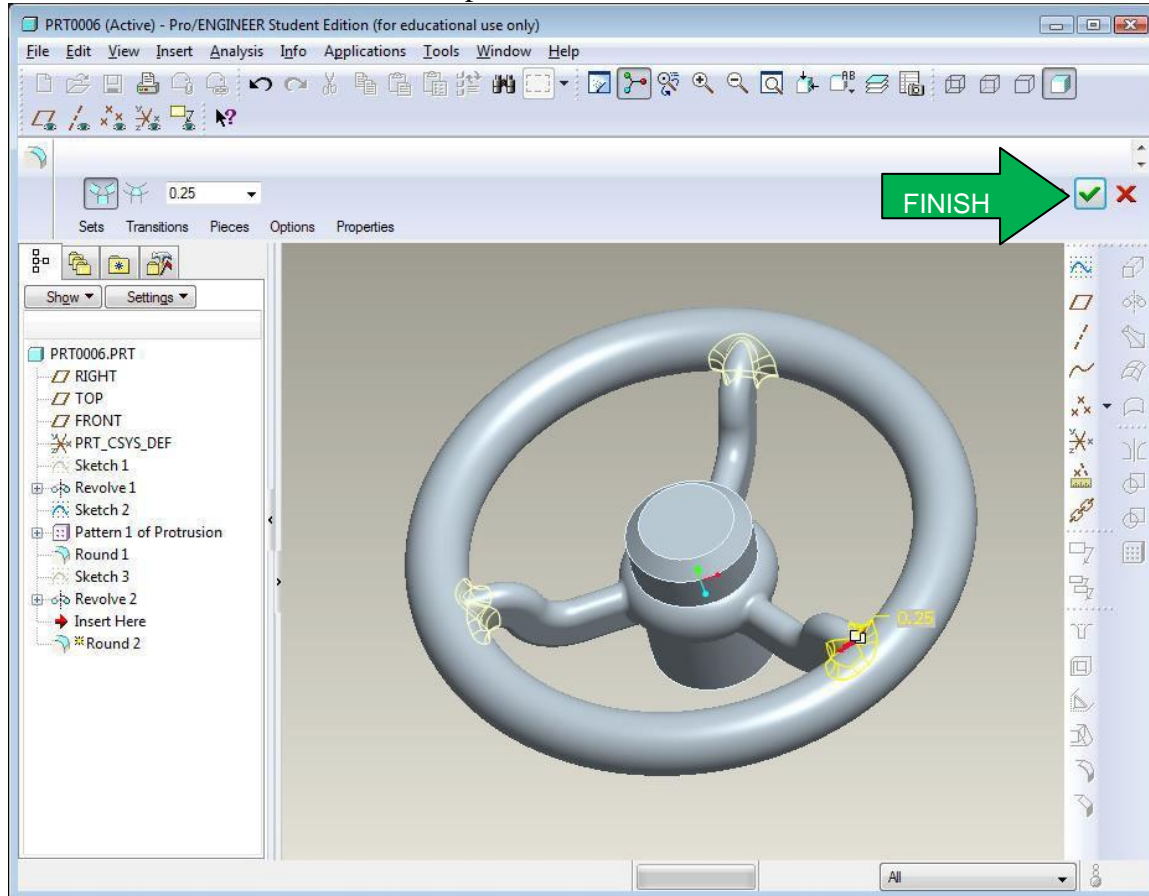 PRT0006 (Active) - Pro/ENGINEER Student Edition (for educational use only)
File Edit View Insert Analysis Info Applications Tools Window Help
0.25
FINISH
Sets Transitions Pieces Options Properties
Show Settings
PRT0006.PRT
RIGHT
TOP
FRONT
PRT_CSYS_DEF
Sketch 1
Revolve 1
Sketch 2
Pattern 1 of Protrusion
Round 1
Sketch 3
Revolve 2
Insert Here
Round 2
0.25
All